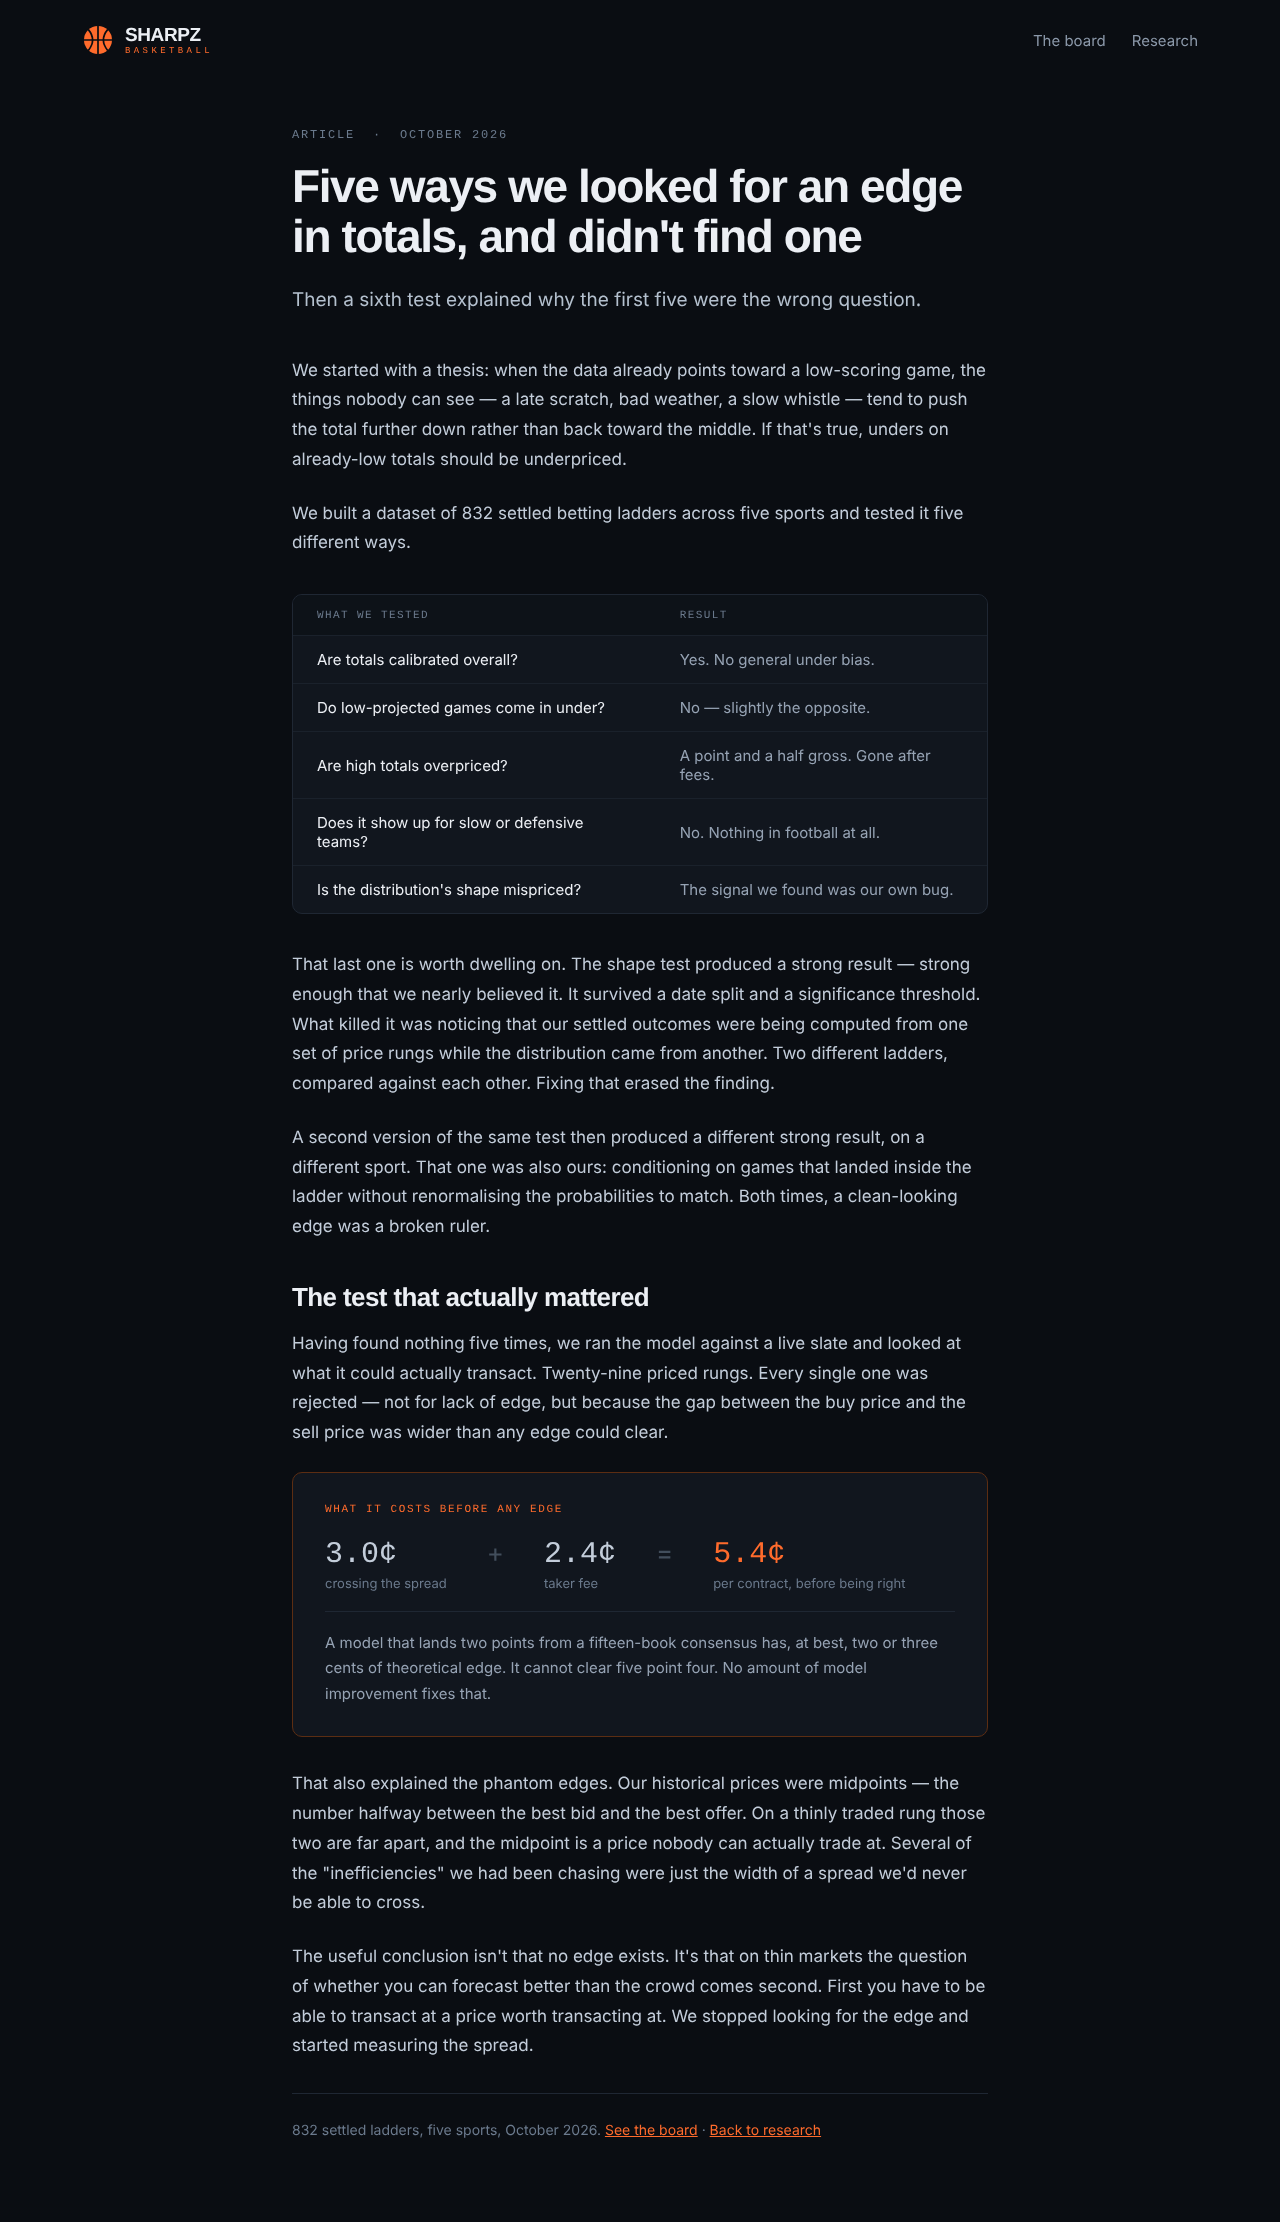 SHARPZ
BASKETBALL
The board Research
ARTICLE · OCTOBER 2026
Five ways we looked for an edge
in totals, and didn't find one
Then a sixth test explained why the first five were the wrong question.
We started with a thesis: when the data already points toward a low-scoring game, the
things nobody can see — a late scratch, bad weather, a slow whistle — tend to push
the total further down rather than back toward the middle. If that's true, unders on
already-low totals should be underpriced.
We built a dataset of 832 settled betting ladders across five sports and tested it five
different ways.
WHAT WE TESTED RESULT
Are totals calibrated overall? Yes. No general under bias.
Do low-projected games come in under? No — slightly the opposite.
Are high totals overpriced? A point and a half gross. Gone after
fees.
Does it show up for slow or defensive
teams? No. Nothing in football at all.
Is the distribution's shape mispriced? The signal we found was our own bug.
That last one is worth dwelling on. The shape test produced a strong result — strong
enough that we nearly believed it. It survived a date split and a significance threshold.
What killed it was noticing that our settled outcomes were being computed from one
set of price rungs while the distribution came from another. Two different ladders,
compared against each other. Fixing that erased the finding.
A second version of the same test then produced a different strong result, on a
different sport. That one was also ours: conditioning on games that landed inside the
ladder without renormalising the probabilities to match. Both times, a clean-looking
edge was a broken ruler.
The test that actually mattered
Having found nothing five times, we ran the model against a live slate and looked at
what it could actually transact. Twenty-nine priced rungs. Every single one was
rejected — not for lack of edge, but because the gap between the buy price and the
sell price was wider than any edge could clear.
WHAT IT COSTS BEFORE ANY EDGE
3.0¢ + 2.4¢ = 5.4¢
crossing the spread taker fee per contract, before being right
A model that lands two points from a fifteen-book consensus has, at best, two or three
cents of theoretical edge. It cannot clear five point four. No amount of model
improvement fixes that.
That also explained the phantom edges. Our historical prices were midpoints — the
number halfway between the best bid and the best offer. On a thinly traded rung those
two are far apart, and the midpoint is a price nobody can actually trade at. Several of
the "inefficiencies" we had been chasing were just the width of a spread we'd never
be able to cross.
The useful conclusion isn't that no edge exists. It's that on thin markets the question
of whether you can forecast better than the crowd comes second. First you have to be
able to transact at a price worth transacting at. We stopped looking for the edge and
started measuring the spread.
832 settled ladders, five sports, October 2026. See the board · Back to research